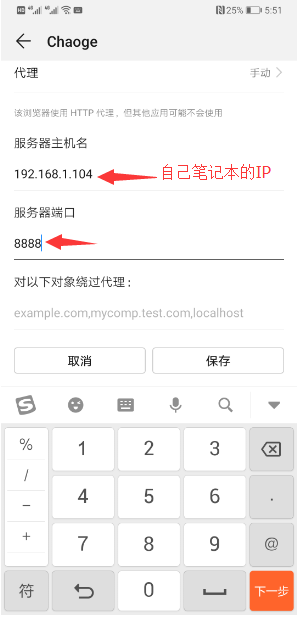 25% 5:51
Chaoge
代理 手动
该浏览器使用 HTTP 代理，但其他应用可能不会使用
服务器主机名
192.168.1.104 自己笔记本的IP
服务器端口
8888
对以下对象绕过代理：
example.com,mycomp.test.com,localhost
取消 保存
% 1 2 3
/ 4 5 6 .
−
+ 7 8 9 @
符 0 下一步